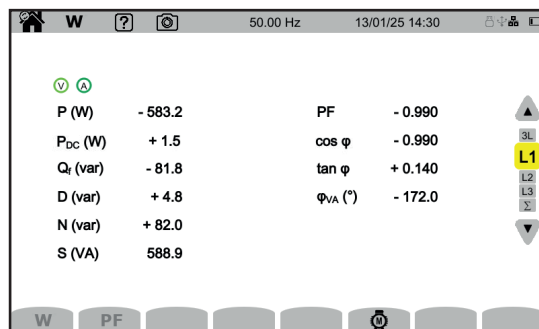 W ? 50.00 Hz 13/01/25 14:30
V A
P (W) - 583.2 PF - 0.990
PDC (W) + 1.5 cos φ - 0.990
Qf (var) - 81.8 tan φ + 0.140
D (var) + 4.8 φVA (°) - 172.0
N (var) + 82.0
S (VA) 588.9
3L
L1
L2
L3
Σ
W PF M